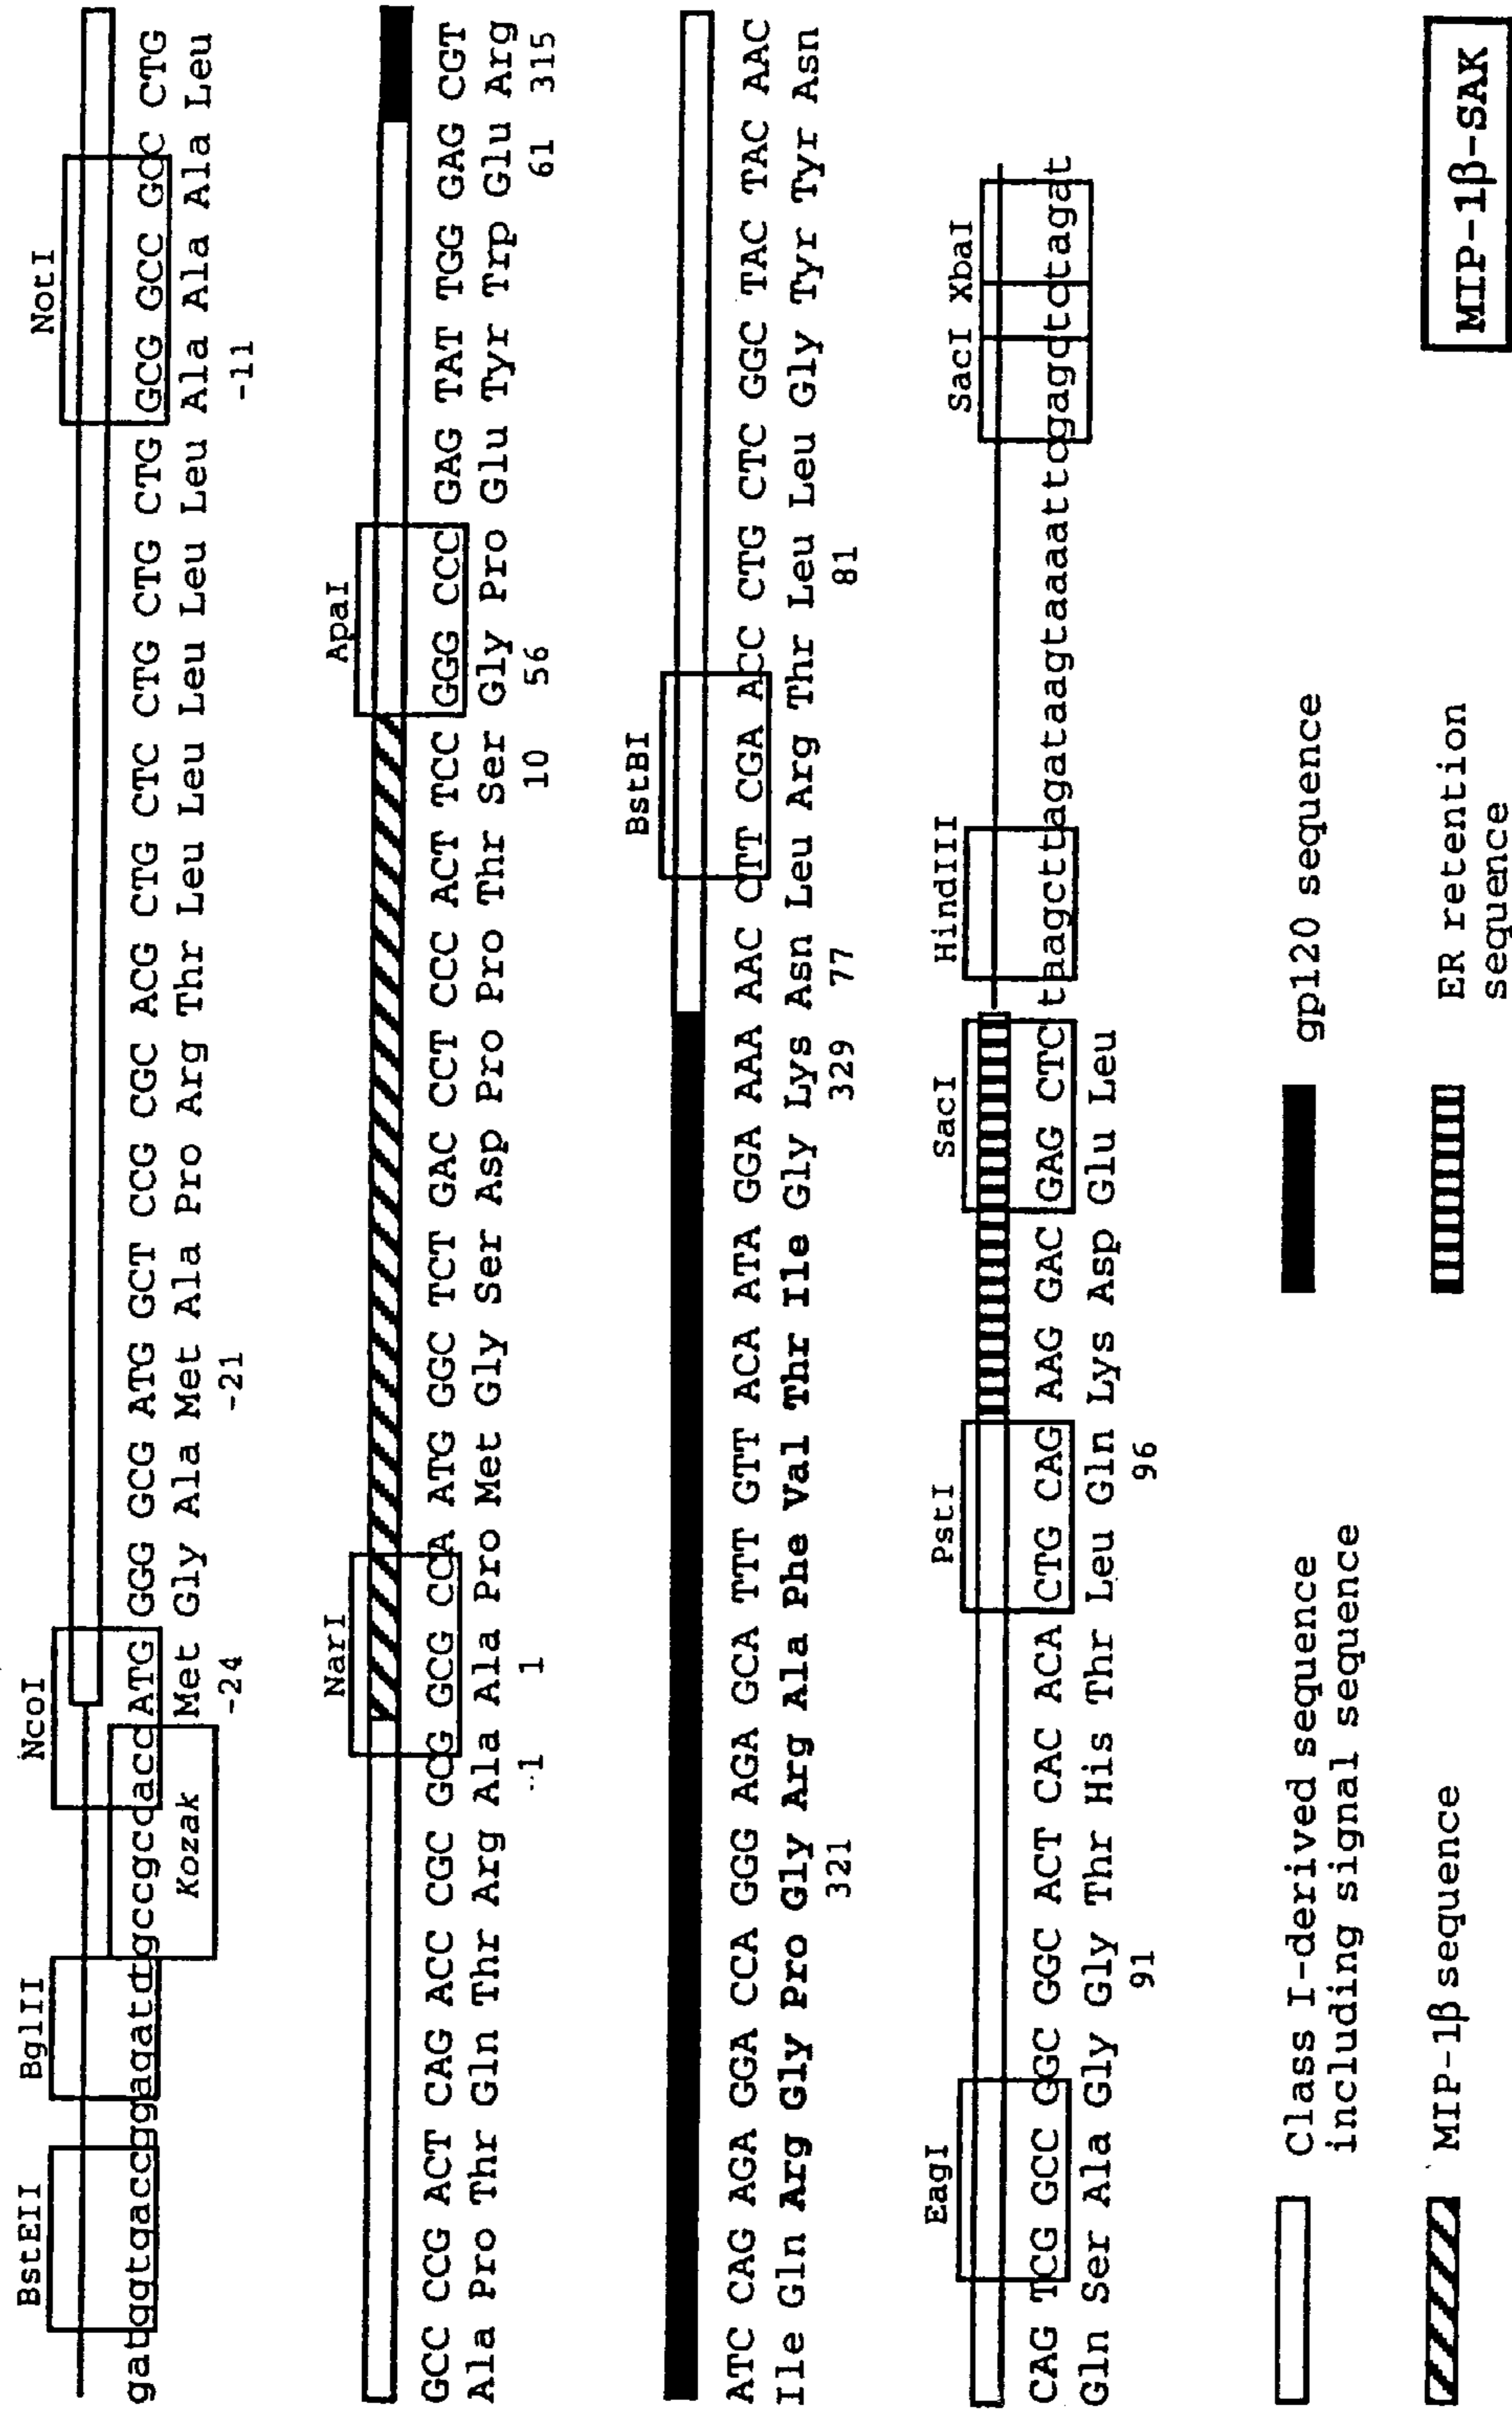 BstEII BglII NcoI NotI
gatggtgaccggagatctgccgccaccATG GGG GCG ATG GCT CCG CGC ACG CTG CTC CTG CTG CTG GCG GCC GCC CTG
Kozak
Met Gly Ala Met Ala Pro Arg Thr Leu Leu Leu Leu Leu Ala Ala Ala Leu
-24 -21 -11
NarI ApaI
GCC CCG ACT CAG ACC CGC GCG GCG CCA ATG GGC TCT GAC CCT CCC ACT TCC GGG CCC GAG TAT TGG GAG CGT
Ala Pro Thr Gln Thr Arg Ala Ala Pro Met Gly Ser Asp Pro Pro Thr Ser Gly Pro Glu Tyr Trp Glu Arg
-1 1 10 56 61 315
BstBI
ATC CAG AGA GGA CCA GGG AGA GCA TTT GTT ACA ATA GGA AAA AAC CTT CGA ACC CTG CTC GGC TAC TAC AAC
Ile Gln Arg Gly Pro Gly Arg Ala Phe Val Thr Ile Gly Lys Asn Leu Arg Thr Leu Leu Gly Tyr Tyr Asn
321 329 77 81
EagI PstI SacI HindIII SacI XbaI
CAG TCG GCC GGC GGC ACT CAC ACA CTG CAG AAG GAC GAG CTC taagcttagataagtaaaattcgagctctagat
Gln Ser Ala Gly Gly Thr His Thr Leu Gln Lys Asp Glu Leu
91 96
Class I-derived sequence
including signal sequence
gp120 sequence
MIP-1β sequence
ER retention
sequence
MIP-1β-SAK